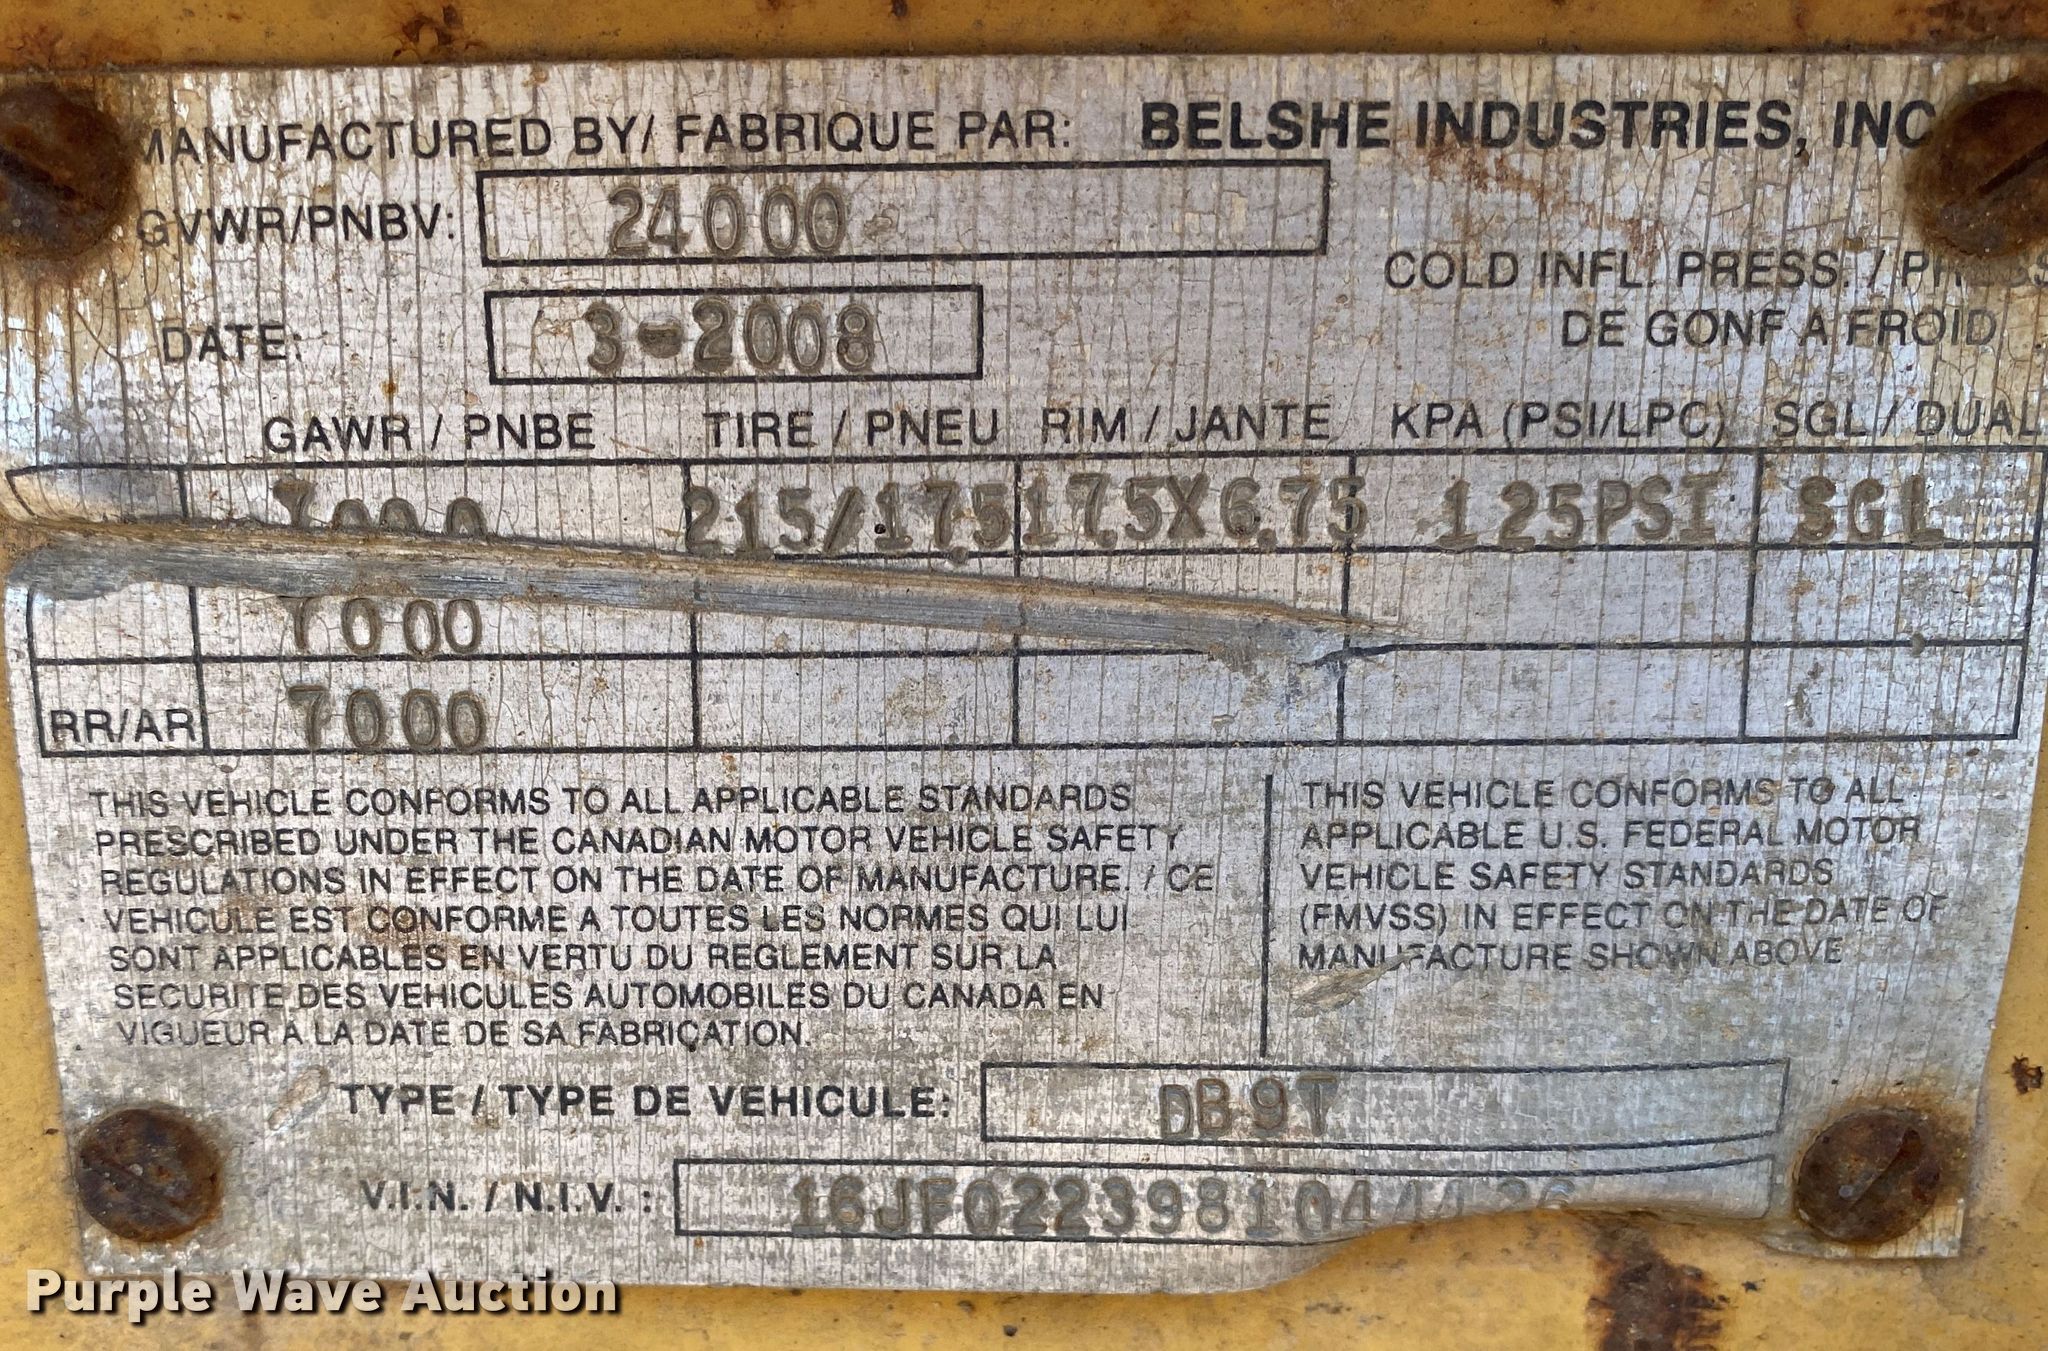 MANUFACTURED BY/ FABRIQUE PAR: BELSHE INDUSTRIES, INC
GVWR/PNBV: 24000
COLD INFL. PRESS. / PRESS
DE GONF A FROID
DATE: 3-2008
GAWR / PNBE TIRE / PNEU RIM / JANTE KPA (PSI/LPC) SGL / DUAL
7000 215/17.5 17.5X6.75 125PSI SGL
7000
RR/AR 7000
THIS VEHICLE CONFORMS TO ALL APPLICABLE STANDARDS
PRESCRIBED UNDER THE CANADIAN MOTOR VEHICLE SAFETY
REGULATIONS IN EFFECT ON THE DATE OF MANUFACTURE. / CE
VEHICULE EST CONFORME A TOUTES LES NORMES QUI LUI
SONT APPLICABLES EN VERTU DU REGLEMENT SUR LA
SECURITE DES VEHICULES AUTOMOBILES DU CANADA EN
VIGUEUR A LA DATE DE SA FABRICATION.
THIS VEHICLE CONFORMS TO ALL
APPLICABLE U.S. FEDERAL MOTOR
VEHICLE SAFETY STANDARDS
(FMVSS) IN EFFECT ON THE DATE OF
MANUFACTURE SHOWN ABOVE
TYPE / TYPE DE VEHICULE: DB9T
V.I.N. / N.I.V. :
Purple Wave Auction